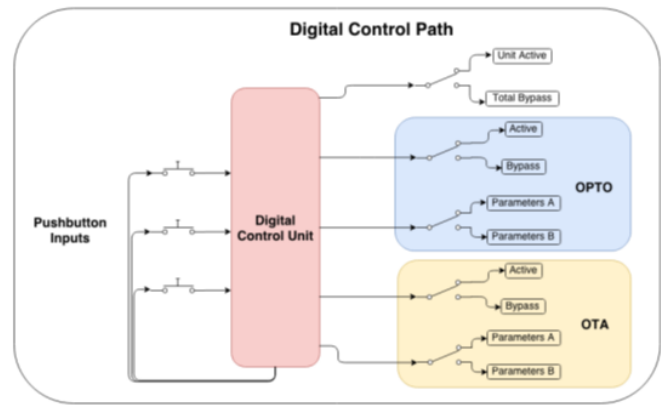 Digital Control Path
Unit Active
Total Bypass
Active
Bypass
OPTO
Parameters A
Parameters B
Pushbutton
Inputs
Digital
Control Unit
Active
Bypass
OTA
Parameters A
Parameters B